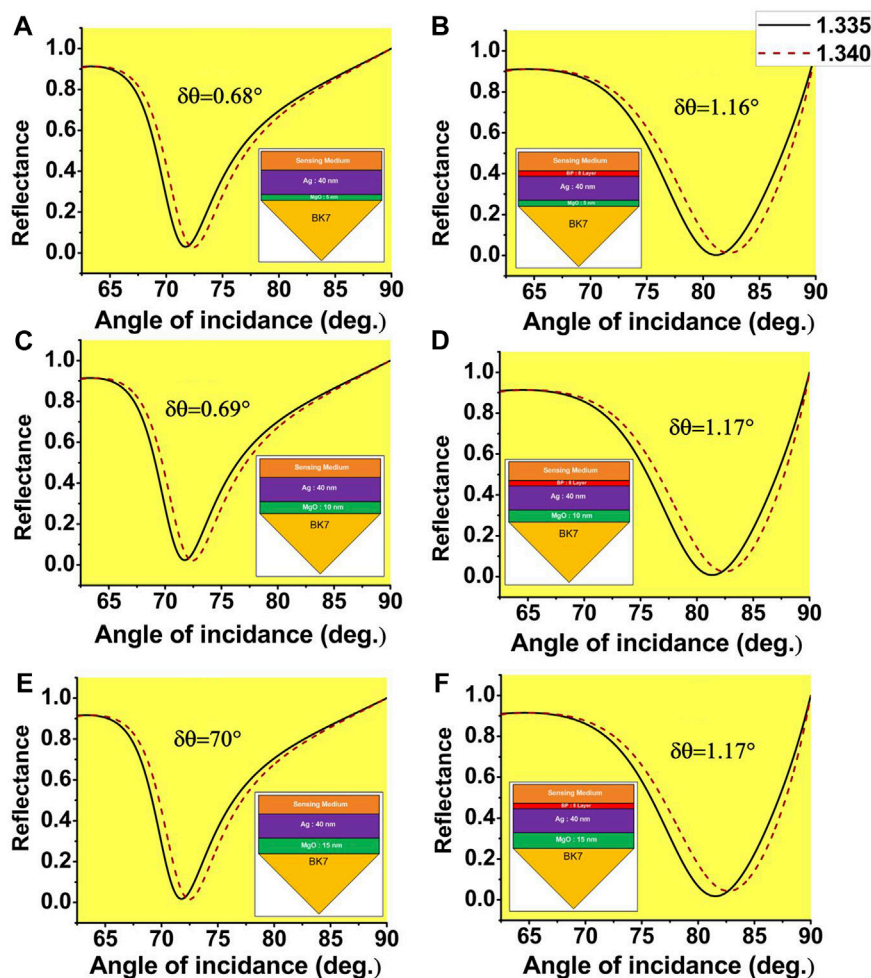 A
1.0
0.8
0.6
0.4
0.2
0.0
Reflectance
δθ=0.68°
Sensing Medium
Ag : 40 nm
MgO : 5 nm
BK7
65 70 75 80 85 90
Angle of incidance (deg.)
B
1.335
1.340
1.0
0.8
0.6
0.4
0.2
0.0
Reflectance
δθ=1.16°
Sensing Medium
BP : 8 Layer
Ag : 40 nm
MgO : 5 nm
BK7
65 70 75 80 85 90
Angle of incidance (deg.)
C
1.0
0.8
0.6
0.4
0.2
0.0
Reflectance
δθ=0.69°
Sensing Medium
Ag : 40 nm
MgO : 10 nm
BK7
65 70 75 80 85 90
Angle of incidance (deg.)
D
1.0
0.8
0.6
0.4
0.2
0.0
Reflectance
δθ=1.17°
Sensing Medium
BP : 8 Layer
Ag : 40 nm
MgO : 10 nm
BK7
65 70 75 80 85 90
Angle of incidance (deg.)
E
1.0
0.8
0.6
0.4
0.2
0.0
Reflectance
δθ=70°
Sensing Medium
Ag : 40 nm
MgO : 15 nm
BK7
65 70 75 80 85 90
Angle of incidance (deg.)
F
1.0
0.8
0.6
0.4
0.2
0.0
Reflectance
δθ=1.17°
Sensing Medium
BP : 8 Layer
Ag : 40 nm
MgO : 15 nm
BK7
65 70 75 80 85 90
Angle of incidance (deg.)